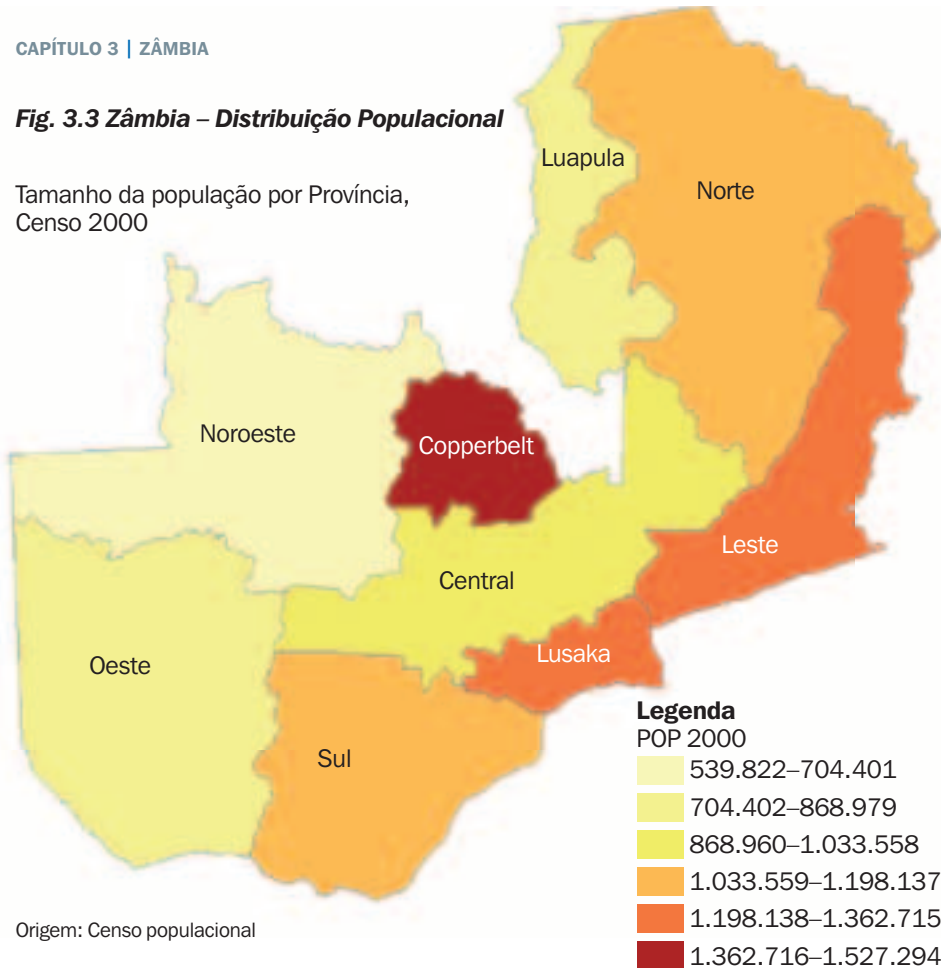 CAPÍTULO 3 | ZÂMBIA
Fig. 3.3 Zâmbia – Distribuição Populacional
Tamanho da população por Província,
Censo 2000
Luapula
Norte
Noroeste
Copperbelt
Leste
Central
Lusaka
Oeste
Sul
Legenda
POP 2000
539.822–704.401
704.402–868.979
868.960–1.033.558
1.033.559–1.198.137
1.198.138–1.362.715
1.362.716–1.527.294
Origem: Censo populacional